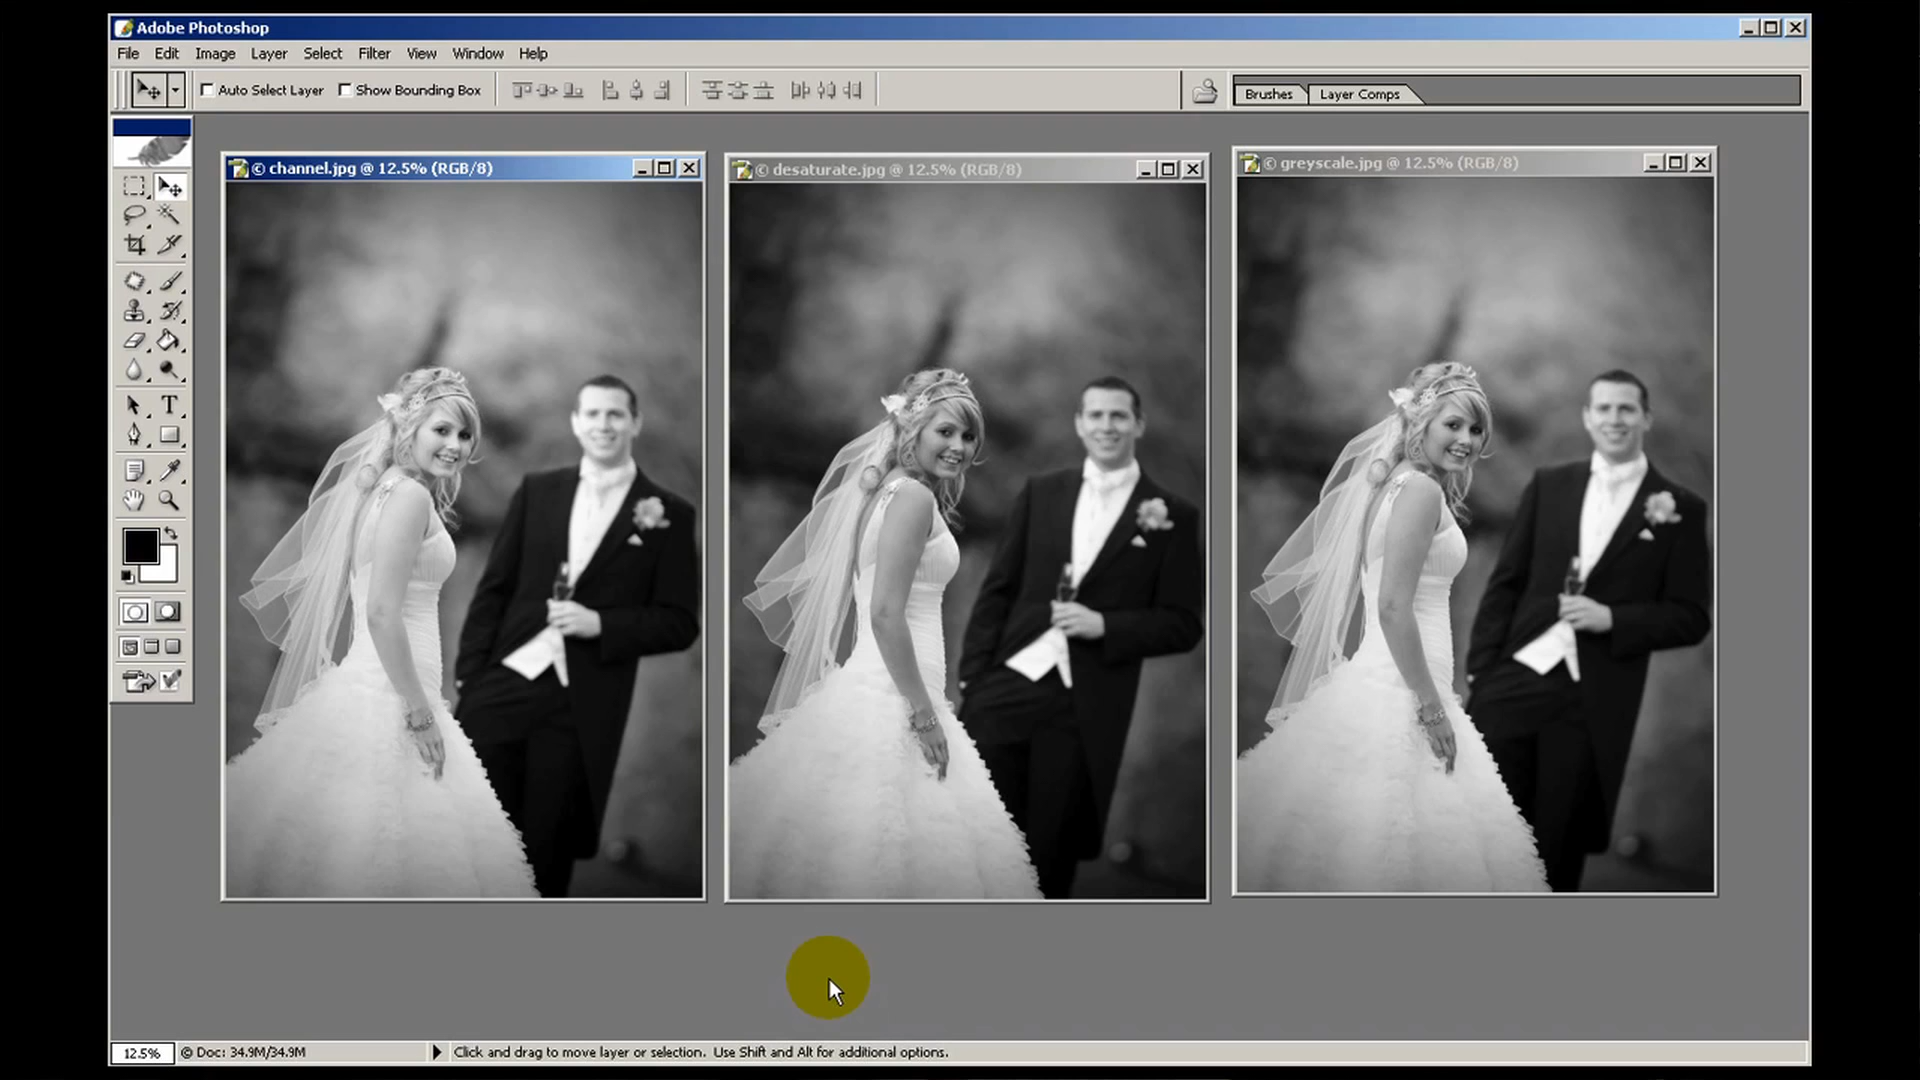 Adobe Photoshop
File Edit Image Layer Select Filter View Window Help
Auto Select Layer Show Bounding Box Brushes Layer Comps
© channel.jpg @ 12.5% (RGB/8)
© desaturate.jpg @ 12.5% (RGB/8)
© greyscale.jpg @ 12.5% (RGB/8)
T
12.5% © Doc: 34.9M/34.9M Click and drag to move layer or selection. Use Shift and Alt for additional options.